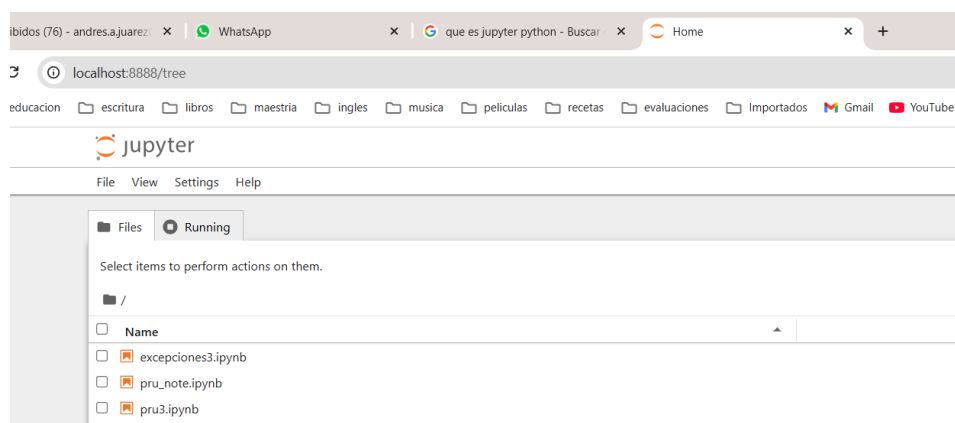 ibidos (76) - andres.a.juarez WhatsApp que es jupyter python - Buscar Home
localhost:8888/tree
educacion escritura libros maestria ingles musica peliculas recetas evaluaciones Importados Gmail YouTube
jupyter
File View Settings Help
Files Running
Select items to perform actions on them.
/
Name
excepciones3.ipynb
pru_note.ipynb
pru3.ipynb